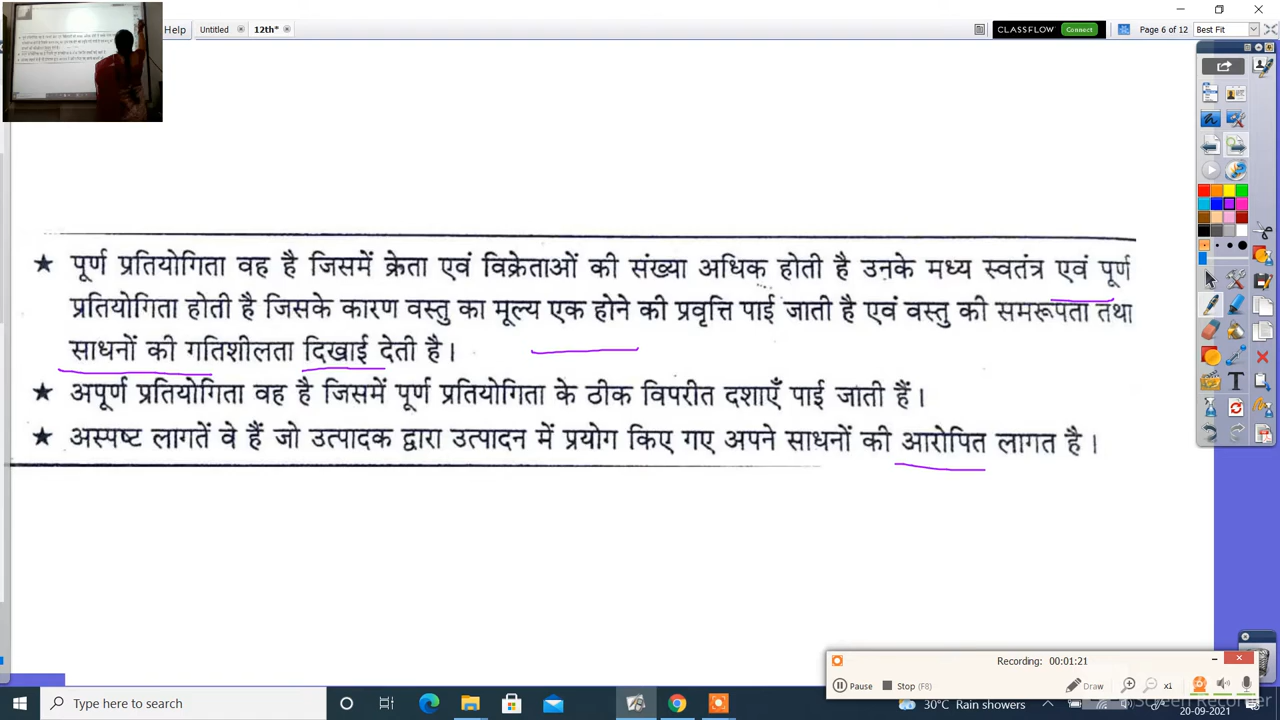 Help
Untitled
12th*
CLASSFLOW
Connect
Page 6 of 12
Best Fit
★ पूर्ण प्रतियोगिता वह है जिसमें क्रेता एवं विक्रेताओं की संख्या अधिक होती है उनके मध्य स्वतंत्र एवं पूर्ण
प्रतियोगिता होती है जिसके कारण वस्तु का मूल्य एक होने की प्रवृत्ति पाई जाती है एवं वस्तु की समरूपता तथा
साधनों की गतिशीलता दिखाई देती है।
★ अपूर्ण प्रतियोगिता वह है जिसमें पूर्ण प्रतियोगिता के ठीक विपरीत दशाएँ पाई जाती हैं।
★ अस्पष्ट लागतें वे हैं जो उत्पादक द्वारा उत्पादन में प्रयोग किए गए अपने साधनों की आरोपित लागत है।
Recording: 00:01:21
Pause
Stop (F8)
x1
Draw
Screen Recorder
Type here to search
30°C Rain showers
20-09-2021